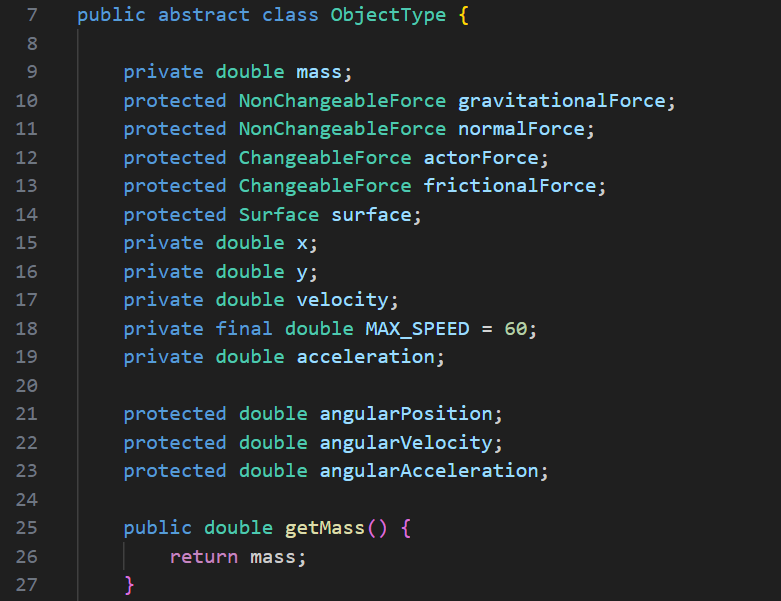 7 public abstract class ObjectType {
8
9 private double mass;
10 protected NonChangeableForce gravitationalForce;
11 protected NonChangeableForce normalForce;
12 protected ChangeableForce actorForce;
13 protected ChangeableForce frictionalForce;
14 protected Surface surface;
15 private double x;
16 private double y;
17 private double velocity;
18 private final double MAX_SPEED = 60;
19 private double acceleration;
20
21 protected double angularPosition;
22 protected double angularVelocity;
23 protected double angularAcceleration;
24
25 public double getMass() {
26 return mass;
27 }